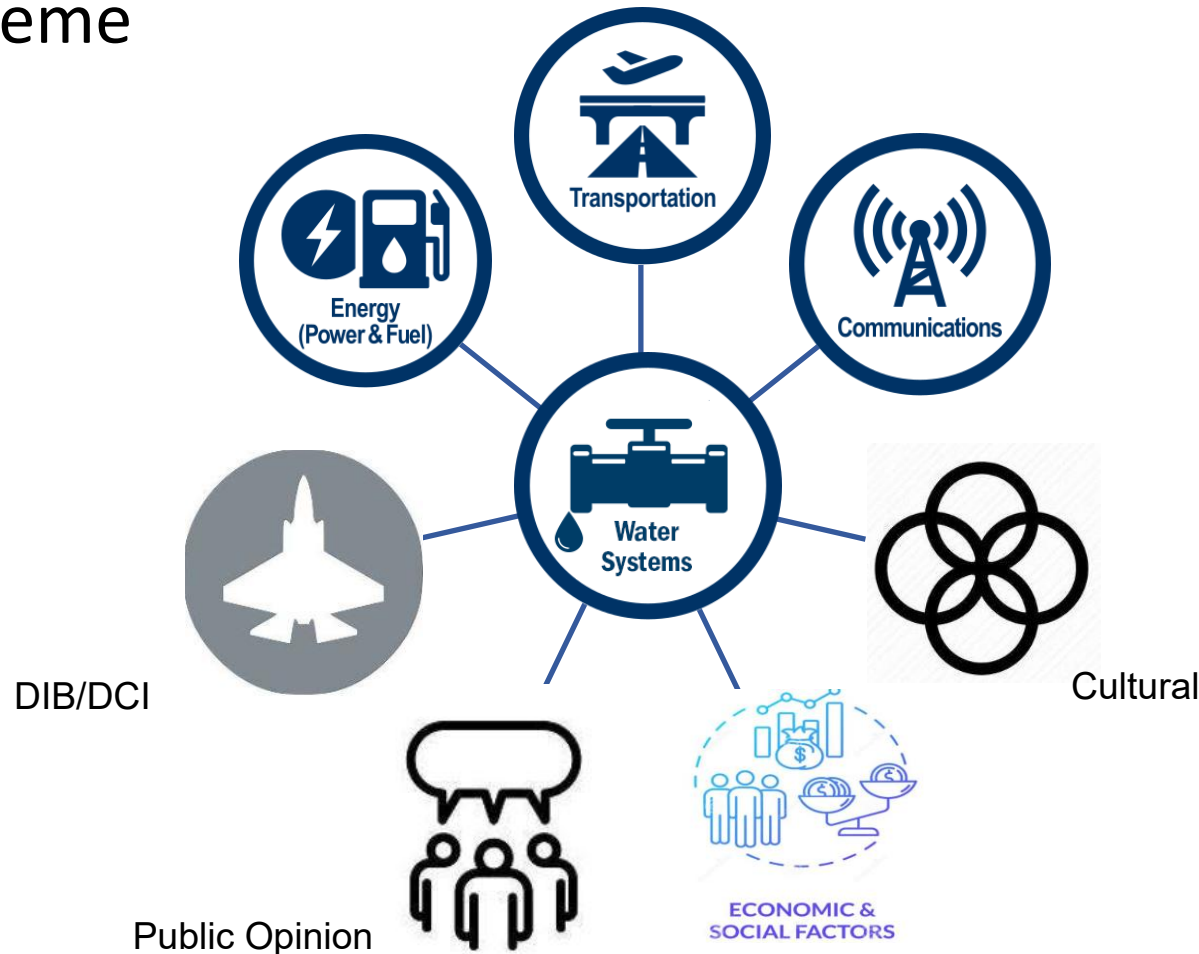 eme
Transportation
Energy
(Power & Fuel)
Communications
Water
Systems
DIB/DCI
Cultural
$
$
$
ECONOMIC &
SOCIAL FACTORS
Public Opinion